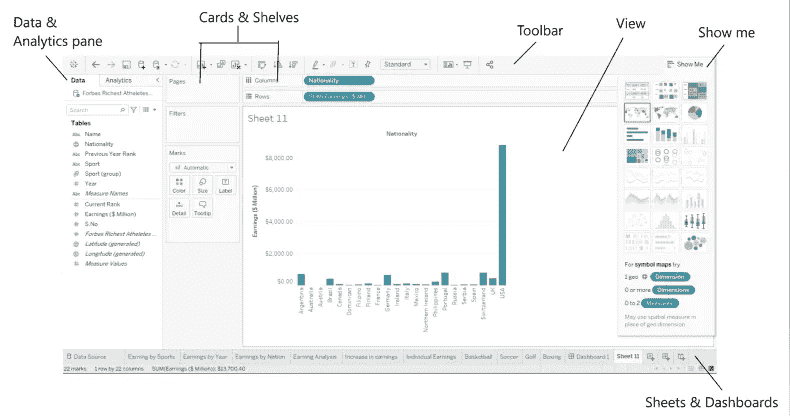 Data &
Analytics pane
Cards & Shelves
Toolbar
View
Show me
Standard
Show Me
Data
Analytics
Forbes Richest Atheletes...
Search
Tables
Abc Name
Nationality
Abc Previous Year Rank
Abc Sport
Sport (group)
Year
Abc Measure Names
Current Rank
Earnings ($ Million)
S.No
Forbes Richest Atheletes...
Latitude (generated)
Longitude (generated)
Measure Values
Pages
Filters
Marks
Automatic
Color
Size
Label
Detail
Tooltip
Columns
Nationality
Rows
Sheet 11
Nationality
Earnings ($ Million)
$8,000.00
$6,000.00
$4,000.00
$2,000.00
$0.00
Argentina
Australia
Austria
Brazil
Canada
Dominican
Filipino
Finland
France
Germany
Ireland
Italy
Mexico
Northern Ireland
Philippines
Portugal
Russia
Serbia
Spain
Switzerland
UK
USA
For symbol maps try
1 geo Dimension
0 or more Dimensions
0 to 2 Measures
May use spatial measure in
place of geo dimension
Data Source
Earning by Sports
Earnings by Year
Earnings by Nation
Earning Analysis
Increase in earnings
Individual Earnings
Basketball
Soccer
Golf
Boxing
Dashboard 1
Sheet 11
22 marks
1 row by 22 columns
SUM(Earnings ($ Million)): $23,700.40
Sheets & Dashboards